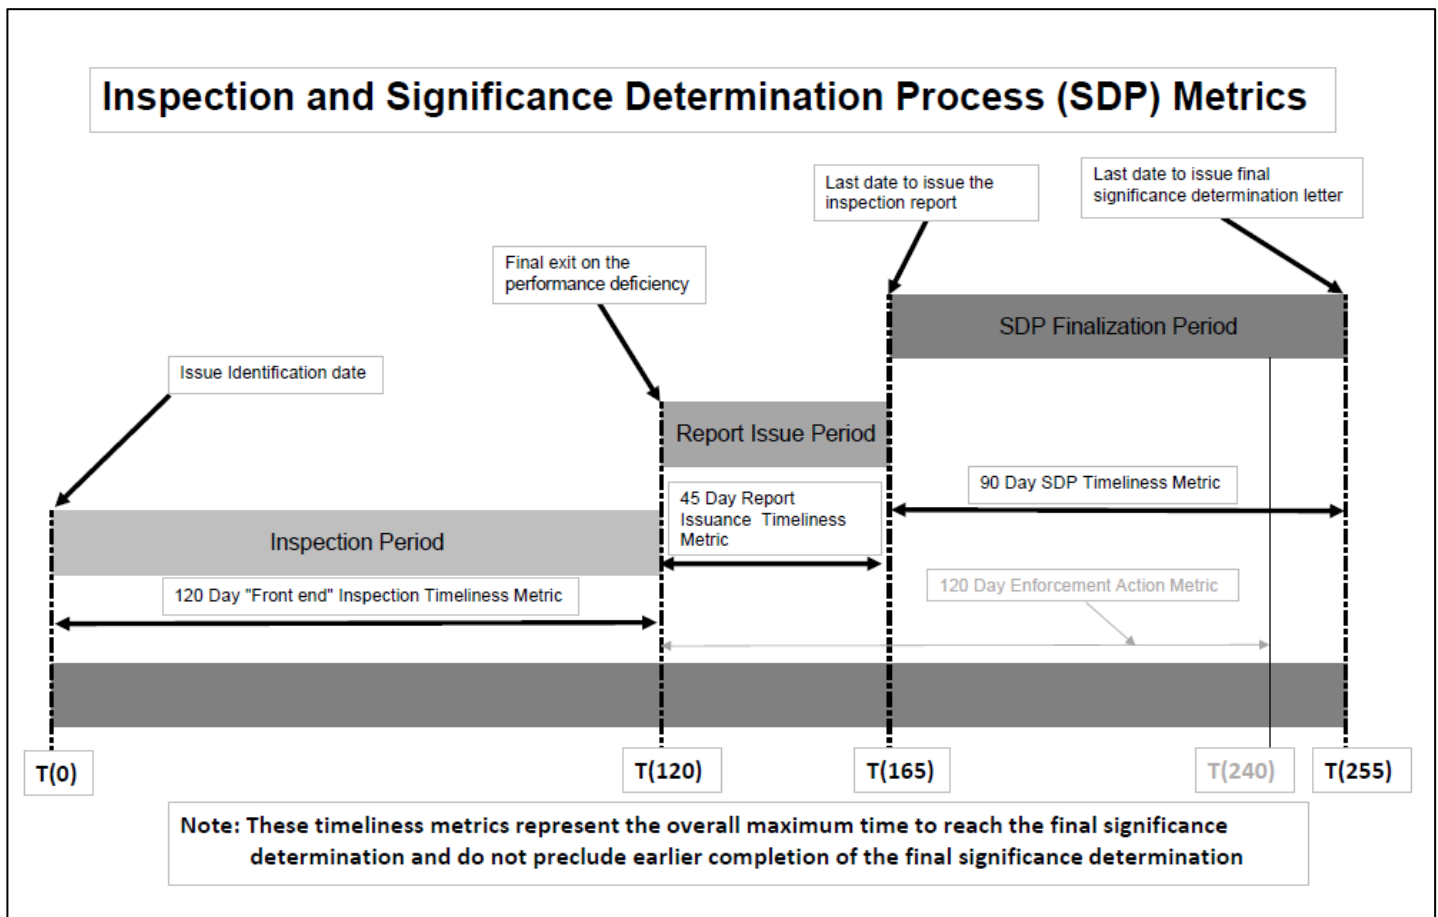 Inspection and Significance Determination Process (SDP) Metrics
Last date to issue the
inspection report
Last date to issue final
significance determination letter
Final exit on the
performance deficiency
SDP Finalization Period
Issue Identification date
Report Issue Period
90 Day SDP Timeliness Metric
45 Day Report
Issuance Timeliness
Metric
Inspection Period
120 Day "Front end" Inspection Timeliness Metric
120 Day Enforcement Action Metric
T(0)
T(120)
T(165)
T(240)
T(255)
Note: These timeliness metrics represent the overall maximum time to reach the final significance
determination and do not preclude earlier completion of the final significance determination